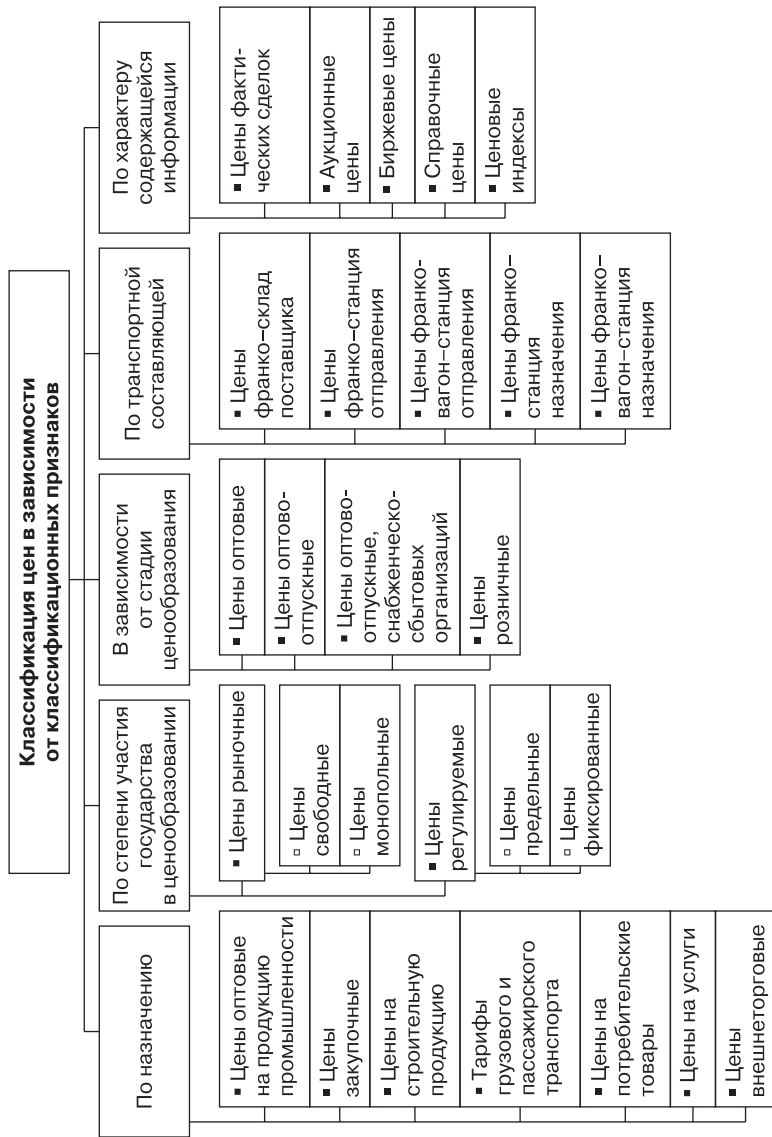 Классификация цен в зависимости
от классификационных признаков
По назначению
▪ Цены оптовые
на продукцию
промышленности
▪ Цены
закупочные
▪ Цены на
строительную
продукцию
▪ Тарифы
грузового и
пассажирского
транспорта
▪ Цены на
потребительские
товары
▪ Цены на услуги
▪ Цены
внешнеторговые
По степени участия
государства
в ценообразовании
▪ Цены рыночные
▫ Цены
свободные
▫ Цены
монопольные
▪ Цены
регулируемые
▫ Цены
предельные
▫ Цены
фиксированные
В зависимости
от стадии
ценообразования
▪ Цены оптовые
▪ Цены оптово-
отпускные
▪ Цены оптово-
отпускные,
снабженческо-
сбытовых
организаций
▪ Цены
розничные
По транспортной
составляющей
▪ Цены
франко–склад
поставщика
▪ Цены
франко–станция
отправления
▪ Цены франко-
вагон–станция
отправления
▪ Цены франко–
станция
назначения
▪ Цены франко-
вагон–станция
назначения
По характеру
содержащейся
информации
▪ Цены факти-
ческих сделок
▪ Аукционные
цены
▪ Биржевые цены
▪ Справочные
цены
▪ Ценовые
индексы